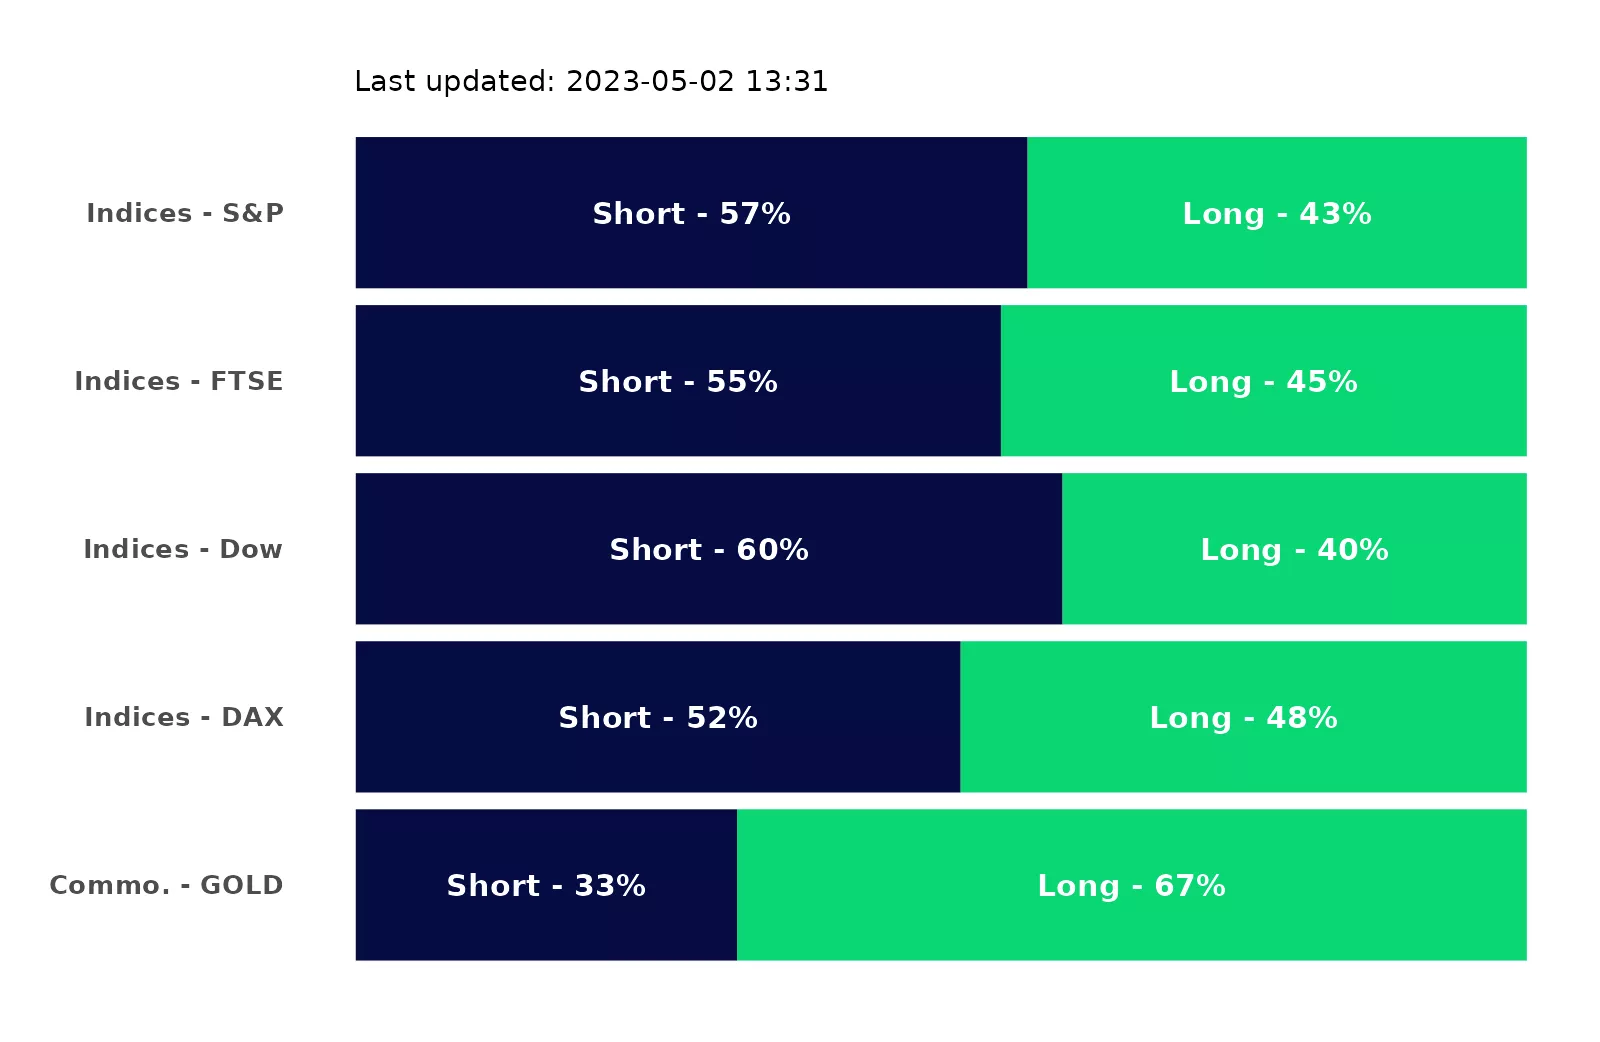 Last updated: 2023-05-02 13:31
Indices - S&P Short - 57% Long - 43%
Indices - FTSE Short - 55% Long - 45%
Indices - Dow Short - 60% Long - 40%
Indices - DAX Short - 52% Long - 48%
Commo. - GOLD Short - 33% Long - 67%